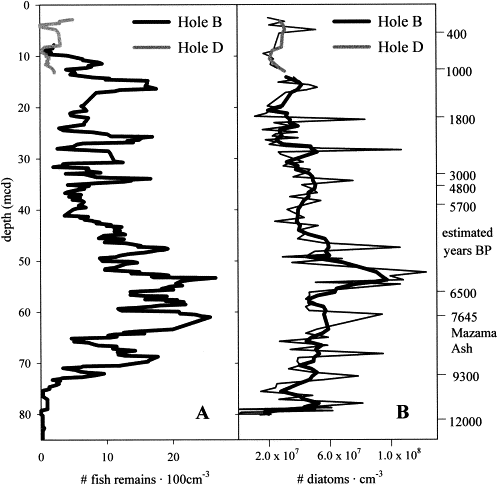 Hole B
Hole D
Hole B
Hole D
0
10
20
30
40
50
60
70
80
depth (mcd)
A
B
400
1000
1800
3000
4800
5700
estimated
years BP
6500
7645
Mazama
Ash
9300
12000
0
10
20
# fish remains · 100cm⁻³
2.0 x 10⁷
6.0 x 10⁷
1.0 x 10⁸
# diatoms · cm⁻³